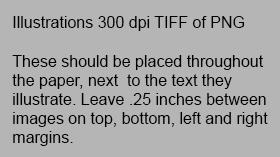 Illustrations 300 dpi TIFF of PNG
These should be placed throughout
the paper, next  to the text they
illustrate. Leave .25 inches between
images on top, bottom, left and right
margins.